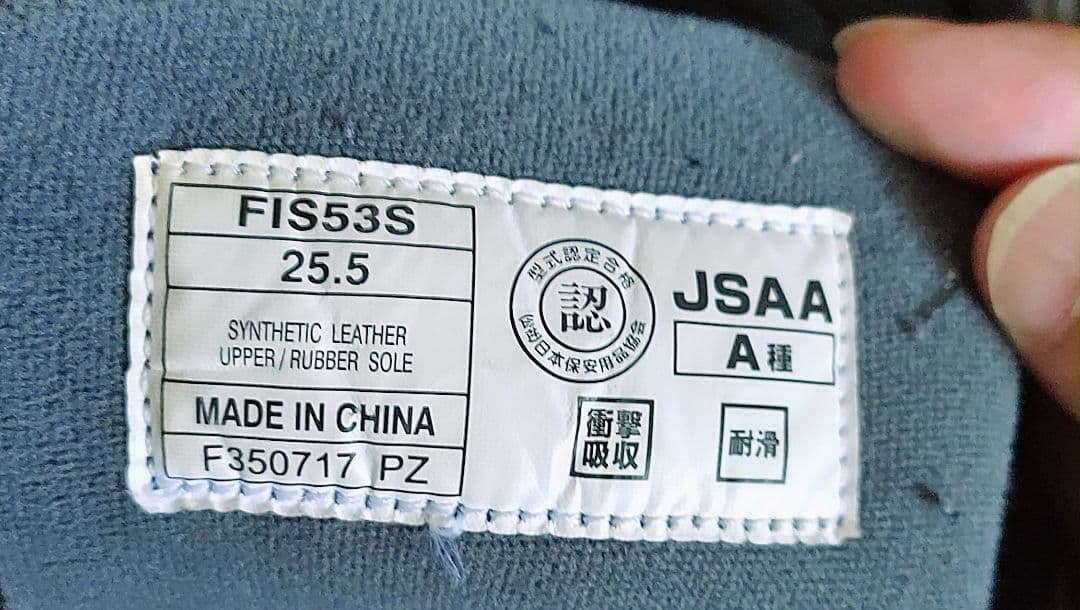 FIS53S
25.5
SYNTHETIC LEATHER
UPPER / RUBBER SOLE
MADE IN CHINA
F350717 PZ
型式認定合格
認
(公社)日本保安用品協会
JSAA
A種
衝撃
吸収
耐滑